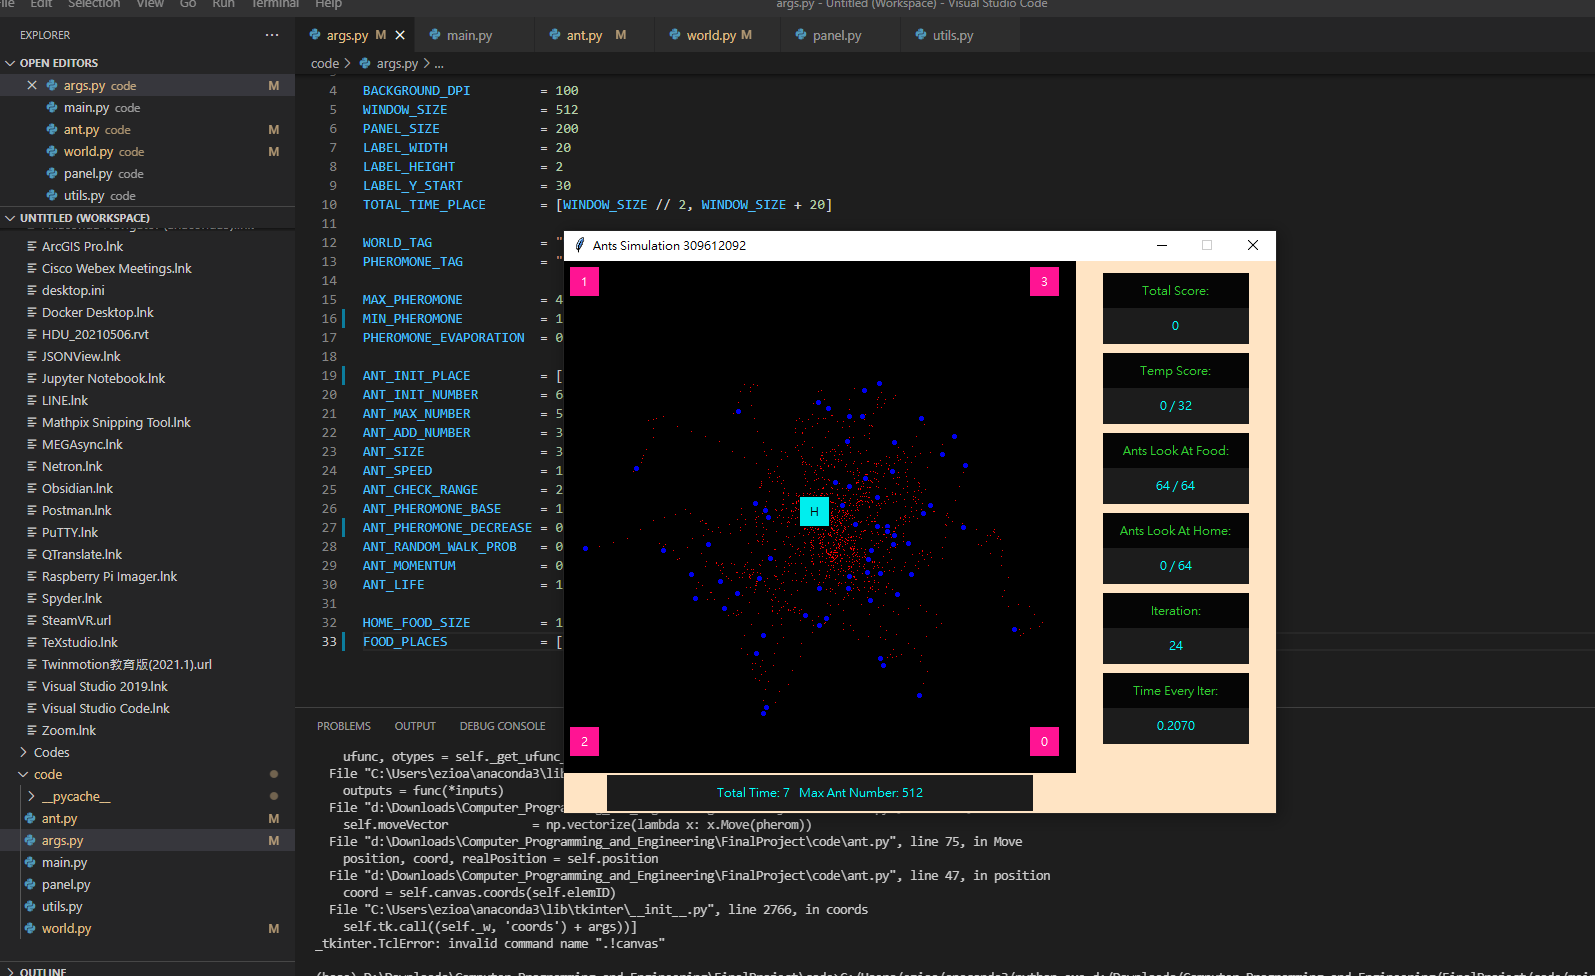 File Edit Selection View Go Run Terminal Help
args.py - Untitled (Workspace) - Visual Studio Code
EXPLORER ···
OPEN EDITORS
args.py code M
main.py code
ant.py code M
world.py code M
panel.py code
utils.py code
UNTITLED (WORKSPACE)
ArcGIS Pro.lnk
Cisco Webex Meetings.lnk
desktop.ini
Docker Desktop.lnk
HDU_20210506.rvt
JSONView.lnk
Jupyter Notebook.lnk
LINE.lnk
Mathpix Snipping Tool.lnk
MEGAsync.lnk
Netron.lnk
Obsidian.lnk
Postman.lnk
PuTTY.lnk
QTranslate.lnk
Raspberry Pi Imager.lnk
Spyder.lnk
SteamVR.url
TeXstudio.lnk
Twinmotion教育版(2021.1).url
Visual Studio 2019.lnk
Visual Studio Code.lnk
Zoom.lnk
Codes
code
__pycache__
ant.py M
args.py M
main.py
panel.py
utils.py
world.py M
OUTLINE
args.py M main.py ant.py M world.py M panel.py utils.py
code > args.py > ...
4 BACKGROUND_DPI = 100
5 WINDOW_SIZE = 512
6 PANEL_SIZE = 200
7 LABEL_WIDTH = 20
8 LABEL_HEIGHT = 2
9 LABEL_Y_START = 30
10 TOTAL_TIME_PLACE = [WINDOW_SIZE // 2, WINDOW_SIZE + 20]
11
12 WORLD_TAG = "
13 PHEROMONE_TAG = "
14
15 MAX_PHEROMONE = 4
16 MIN_PHEROMONE = 1
17 PHEROMONE_EVAPORATION = 0
18
19 ANT_INIT_PLACE = [
20 ANT_INIT_NUMBER = 6
21 ANT_MAX_NUMBER = 5
22 ANT_ADD_NUMBER = 3
23 ANT_SIZE = 3
24 ANT_SPEED = 1
25 ANT_CHECK_RANGE = 2
26 ANT_PHEROMONE_BASE = 1
27 ANT_PHEROMONE_DECREASE = 0
28 ANT_RANDOM_WALK_PROB = 0
29 ANT_MOMENTUM = 0
30 ANT_LIFE = 1
31
32 HOME_FOOD_SIZE = 1
33 FOOD_PLACES = [
Ants Simulation 309612092
1
3
H
2
0
Total Score:
0
Temp Score:
0 / 32
Ants Look At Food:
64 / 64
Ants Look At Home:
0 / 64
Iteration:
24
Time Every Iter:
0.2070
Total Time: 7 Max Ant Number: 512
PROBLEMS OUTPUT DEBUG CONSOLE
ufunc, otypes = self._get_ufunc_
File "C:\Users\ezioa\anaconda3\lib
outputs = func(*inputs)
File "d:\Downloads\Computer_Progra
self.moveVector = np.vectorize(lambda x: x.Move(pherom))
File "d:\Downloads\Computer_Programming_and_Engineering\FinalProject\code\ant.py", line 75, in Move
position, coord, realPosition = self.position
File "d:\Downloads\Computer_Programming_and_Engineering\FinalProject\code\ant.py", line 47, in position
coord = self.canvas.coords(self.elemID)
File "C:\Users\ezioa\anaconda3\lib\tkinter\__init__.py", line 2766, in coords
self.tk.call((self._w, 'coords') + args))]
_tkinter.TclError: invalid command name ".!canvas"